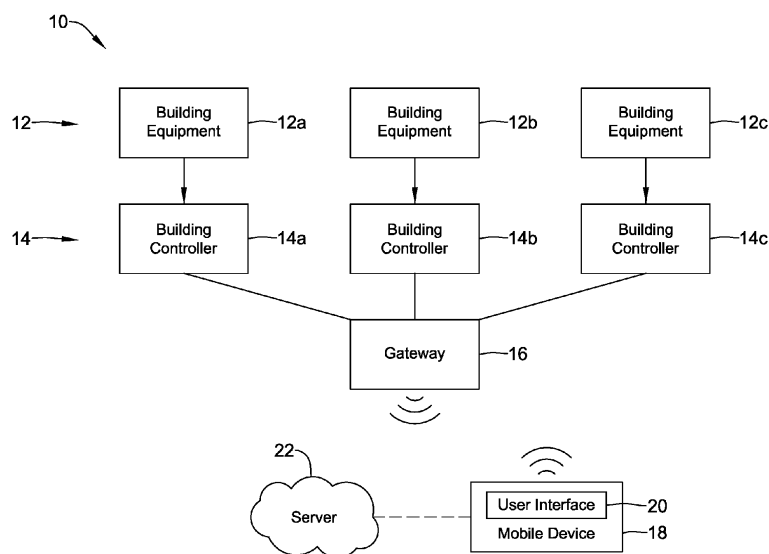 10
12
Building
Equipment
12a
Building
Equipment
12b
Building
Equipment
12c
14
Building
Controller
14a
Building
Controller
14b
Building
Controller
14c
Gateway
16
22
Server
User Interface
20
Mobile Device
18